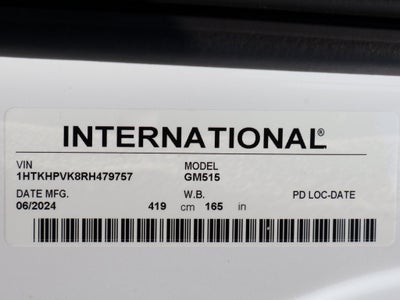 INTERNATIONAL®
VIN MODEL
1HTKHPVK8RH479757 GM515
DATE MFG. W.B. PD LOC-DATE
06/2024 419 cm 165 in